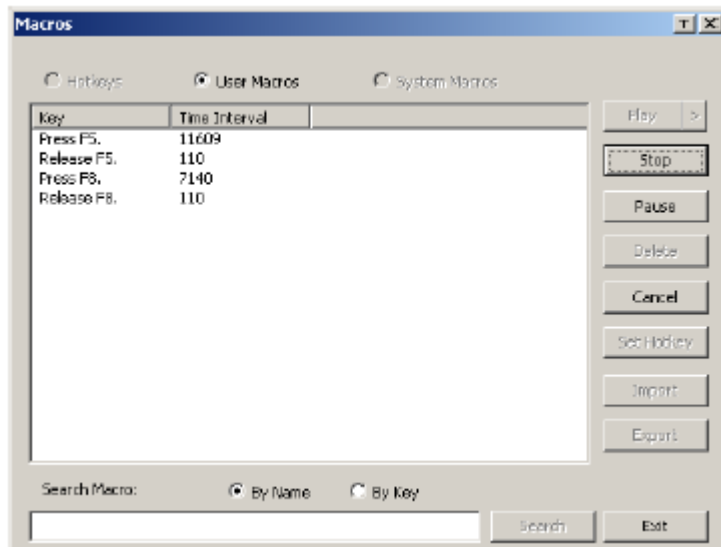 Macros
Hotkeys User Macros System Macros
Key Time Interval
Press F5. 11609
Release F5. 110
Press F8. 7140
Release F8. 110
Play >
Stop
Pause
Delete
Cancel
Set Hotkey
Import
Export
Search Macro: By Name By Key
Search Exit